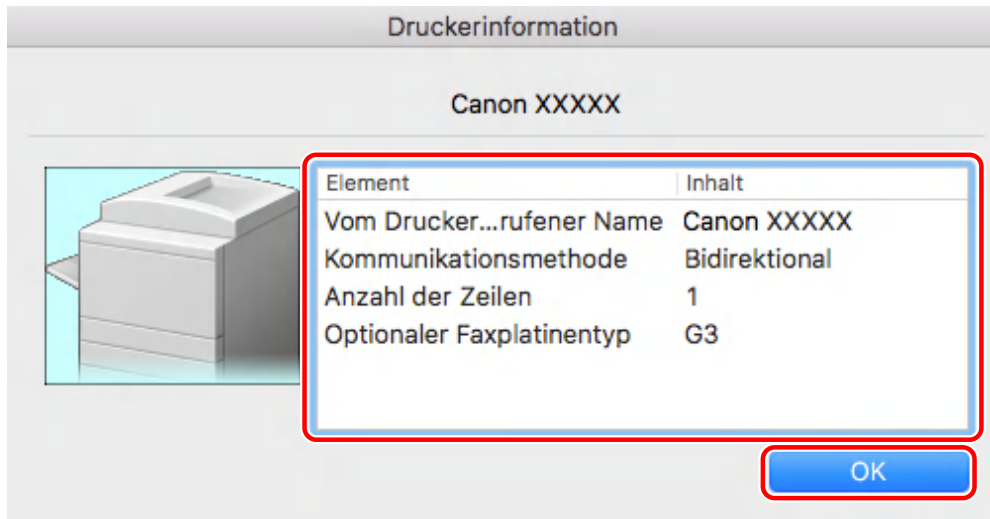 Druckerinformation
Canon XXXXX
Element Inhalt
Vom Drucker...rufener Name Canon XXXXX
Kommunikationsmethode Bidirektional
Anzahl der Zeilen 1
Optionaler Faxplatinentyp G3
OK